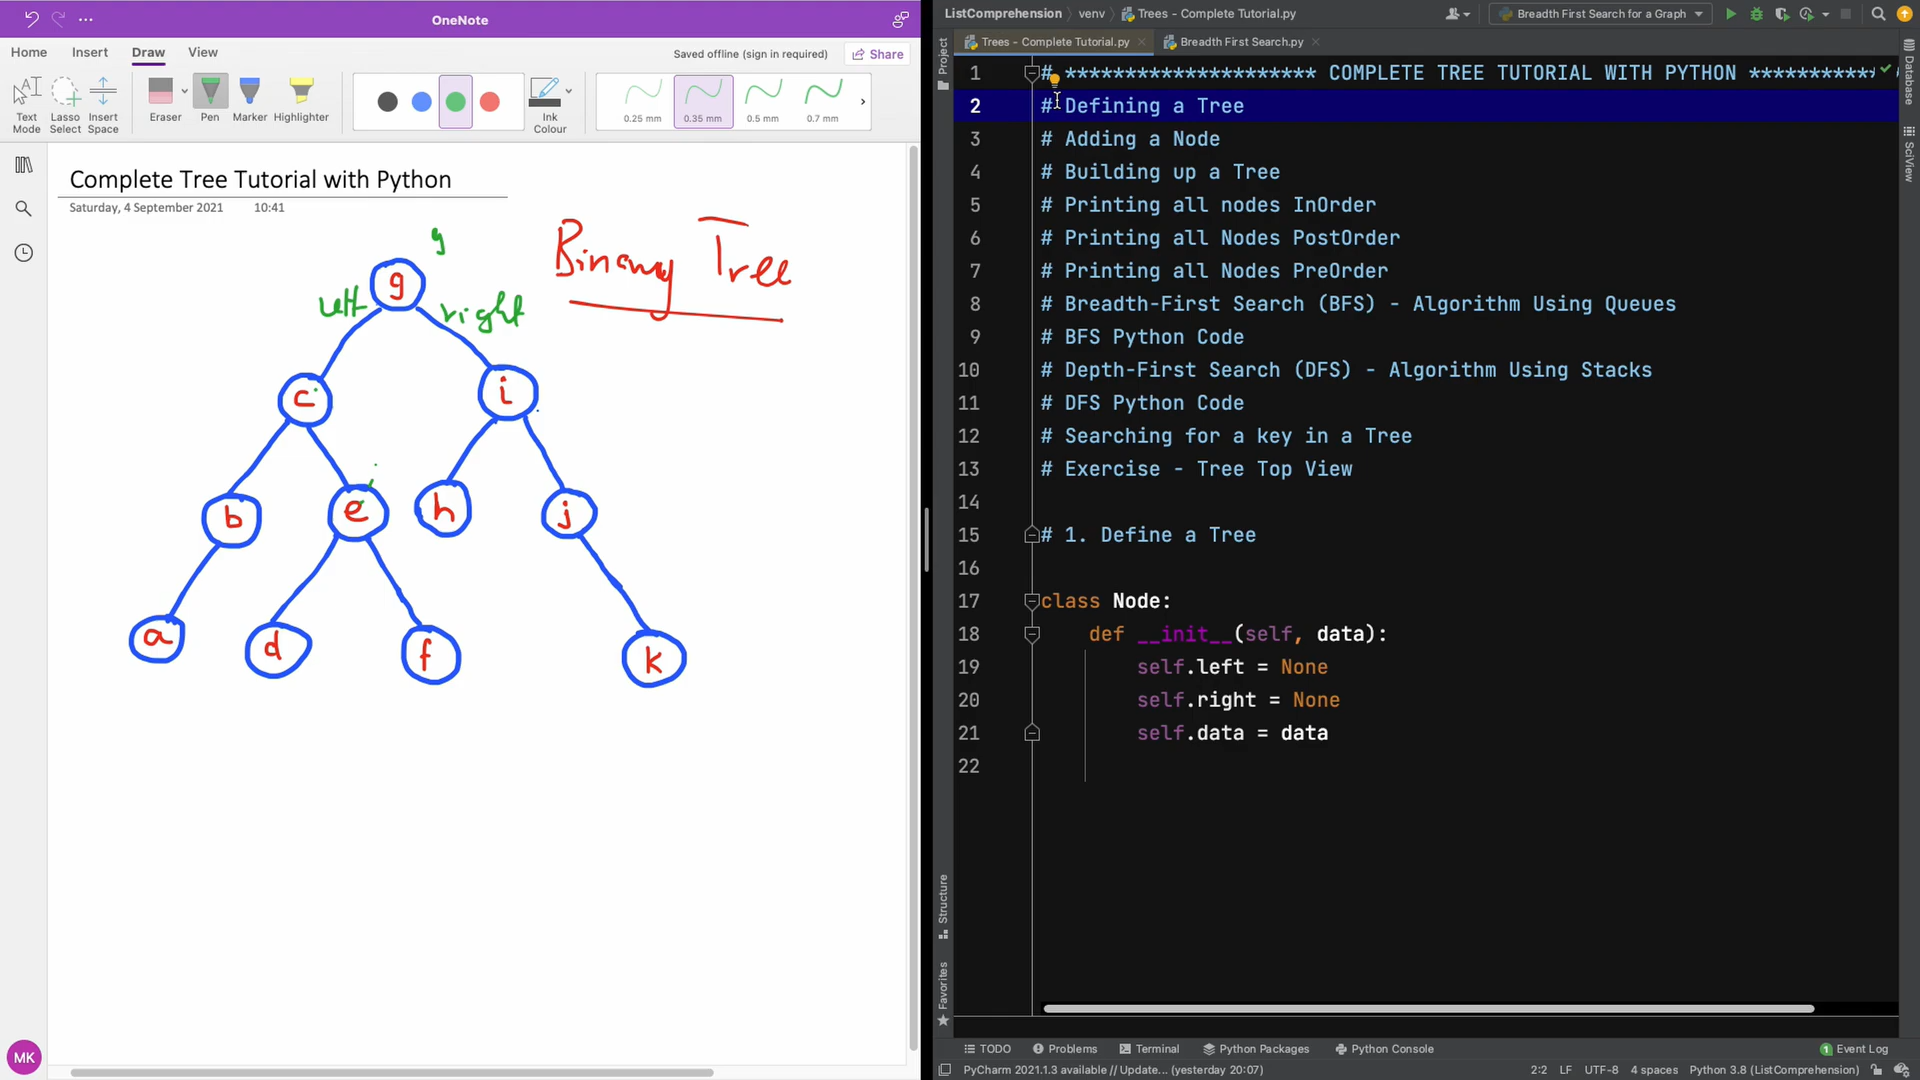 OneNote
Home Insert Draw View
Saved offline (sign in required) Share
Text Mode
Lasso Select
Insert Space
Eraser
Pen
Marker
Highlighter
Ink Colour
0.25 mm
0.35 mm
0.5 mm
0.7 mm
Complete Tree Tutorial with Python
Saturday, 4 September 2021 10:41
Binary Tree
g
g
left
right
c
i
b
e
h
j
a
d
f
k
MK
ListComprehension venv Trees - Complete Tutorial.py
Breadth First Search for a Graph
Trees - Complete Tutorial.py
Breadth First Search.py
Project
Structure
Favorites
Database
SciView
1 # ********************* COMPLETE TREE TUTORIAL WITH PYTHON ***********
2 # Defining a Tree
3 # Adding a Node
4 # Building up a Tree
5 # Printing all nodes InOrder
6 # Printing all Nodes PostOrder
7 # Printing all Nodes PreOrder
8 # Breadth-First Search (BFS) - Algorithm Using Queues
9 # BFS Python Code
10 # Depth-First Search (DFS) - Algorithm Using Stacks
11 # DFS Python Code
12 # Searching for a key in a Tree
13 # Exercise - Tree Top View
14
15 # 1. Define a Tree
16
17 class Node:
18 def __init__(self, data):
19 self.left = None
20 self.right = None
21 self.data = data
22
TODO Problems Terminal Python Packages Python Console 1 Event Log
PyCharm 2021.1.3 available // Update... (yesterday 20:07) 2:2 LF UTF-8 4 spaces Python 3.8 (ListComprehension)